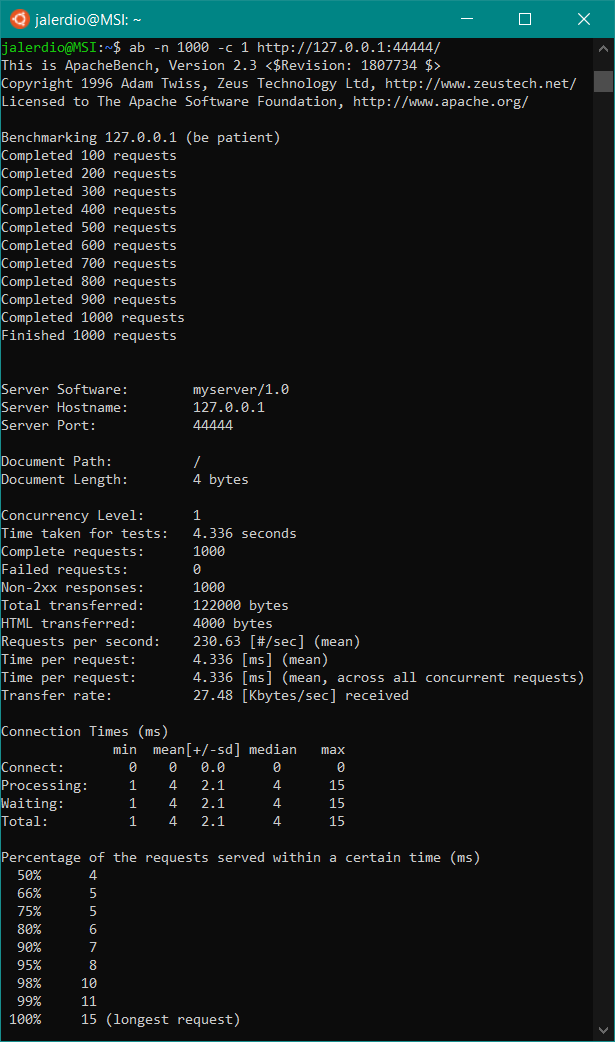 jalerdio@MSI: ~
jalerdio@MSI:~$ ab -n 1000 -c 1 http://127.0.0.1:44444/
This is ApacheBench, Version 2.3 <$Revision: 1807734 $>
Copyright 1996 Adam Twiss, Zeus Technology Ltd, http://www.zeustech.net/
Licensed to The Apache Software Foundation, http://www.apache.org/

Benchmarking 127.0.0.1 (be patient)
Completed 100 requests
Completed 200 requests
Completed 300 requests
Completed 400 requests
Completed 500 requests
Completed 600 requests
Completed 700 requests
Completed 800 requests
Completed 900 requests
Completed 1000 requests
Finished 1000 requests


Server Software:        myserver/1.0
Server Hostname:        127.0.0.1
Server Port:            44444

Document Path:          /
Document Length:        4 bytes

Concurrency Level:      1
Time taken for tests:   4.336 seconds
Complete requests:      1000
Failed requests:        0
Non-2xx responses:      1000
Total transferred:      122000 bytes
HTML transferred:       4000 bytes
Requests per second:    230.63 [#/sec] (mean)
Time per request:       4.336 [ms] (mean)
Time per request:       4.336 [ms] (mean, across all concurrent requests)
Transfer rate:          27.48 [Kbytes/sec] received

Connection Times (ms)
              min  mean[+/-sd] median   max
Connect:        0    0   0.0      0       0
Processing:     1    4   2.1      4      15
Waiting:        1    4   2.1      4      15
Total:          1    4   2.1      4      15

Percentage of the requests served within a certain time (ms)
  50%      4
  66%      5
  75%      5
  80%      6
  90%      7
  95%      8
  98%     10
  99%     11
 100%     15 (longest request)